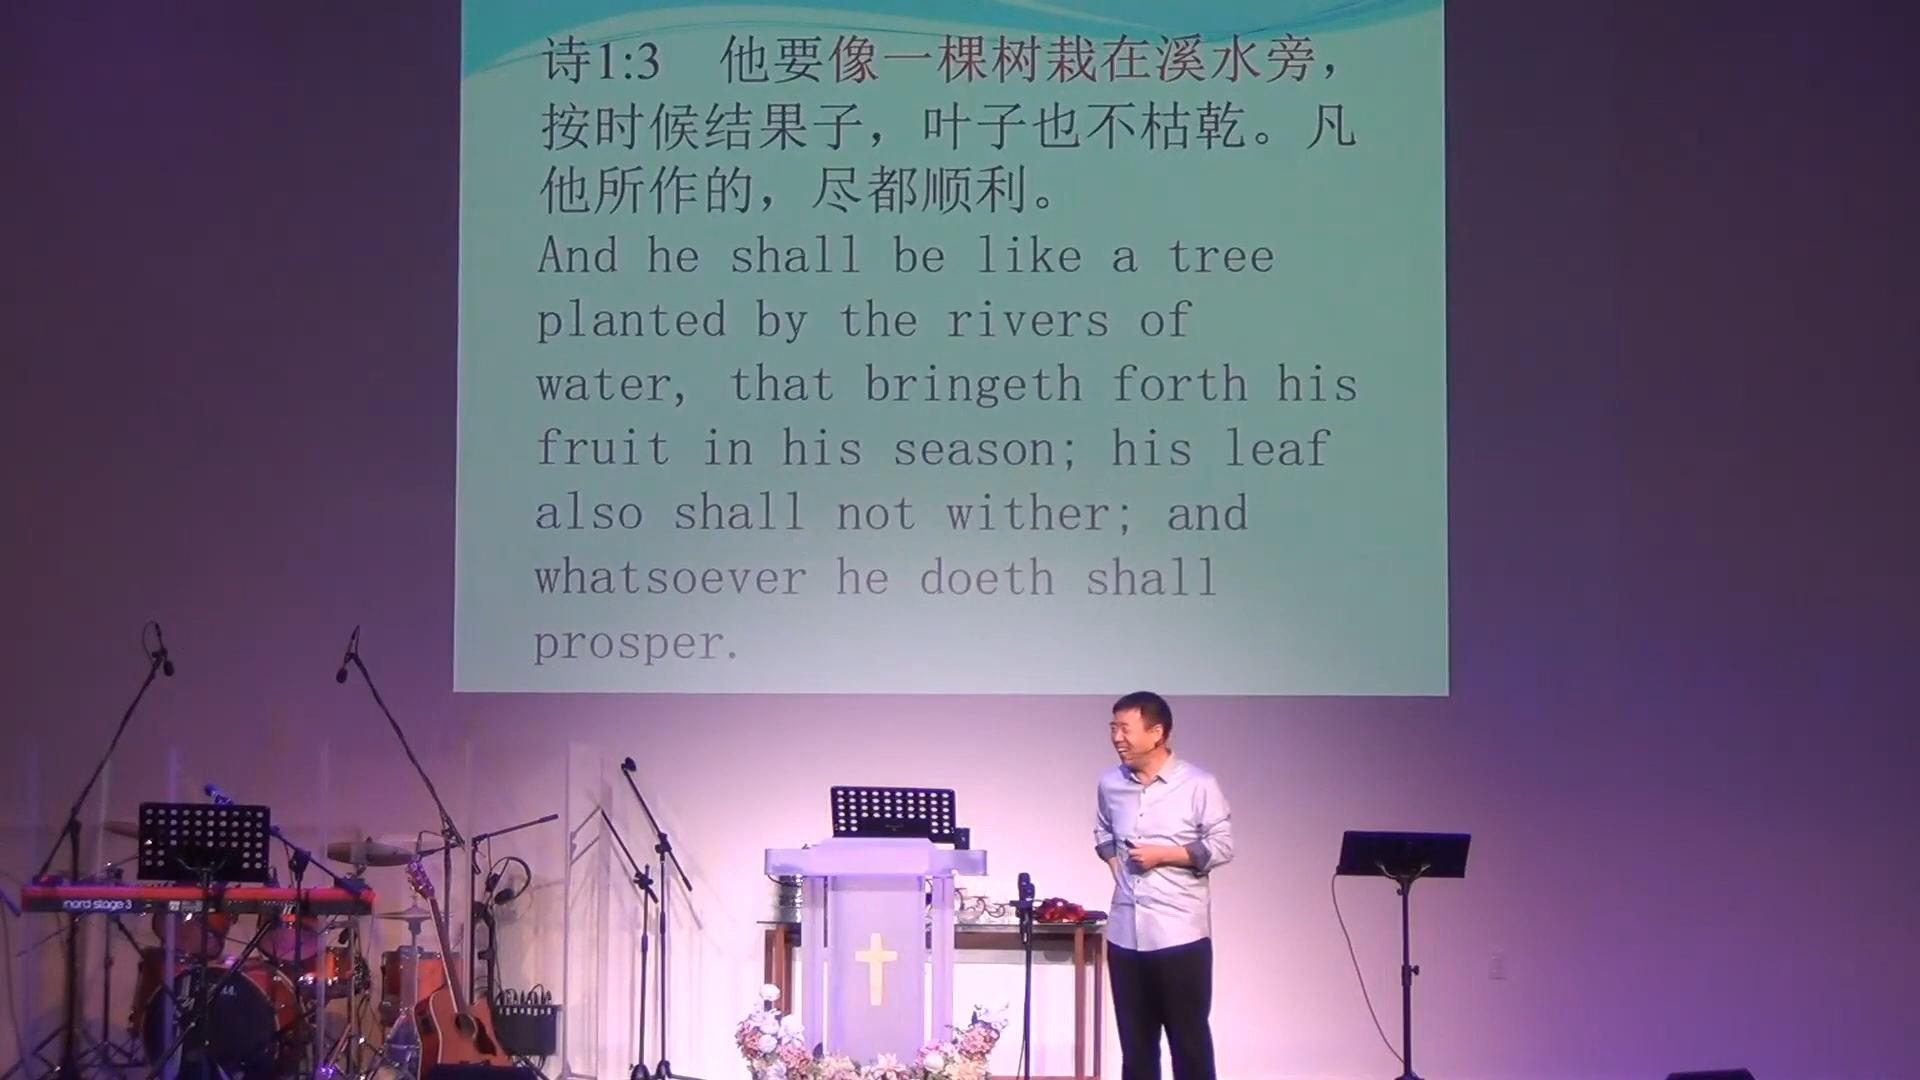 诗1:3 他要像一棵树栽在溪水旁，
按时候结果子，叶子也不枯乾。凡
他所作的，尽都顺利。
And he shall be like a tree
planted by the rivers of
water, that bringeth forth his
fruit in his season; his leaf
also shall not wither; and
whatsoever he doeth shall
prosper.
nord stage 3